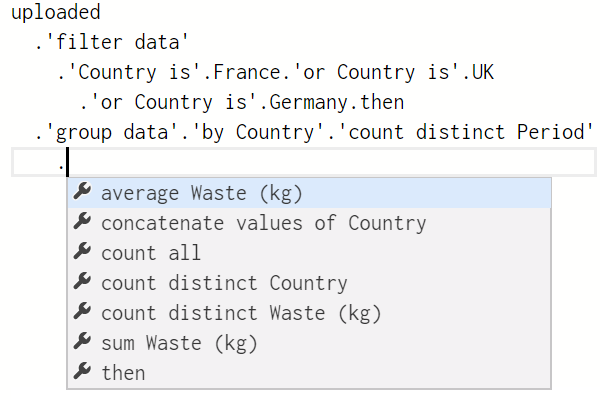 uploaded
.'filter data'
.'Country is'.France.'or Country is'.UK
.'or Country is'.Germany.then
.'group data'.'by Country'.'count distinct Period'
.
average Waste (kg)
concatenate values of Country
count all
count distinct Country
count distinct Waste (kg)
sum Waste (kg)
then